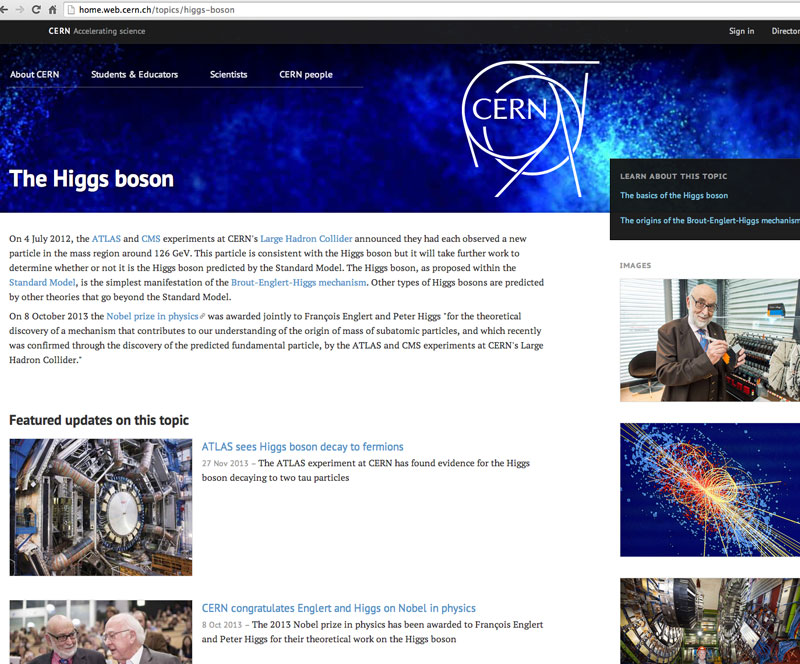 home.web.cern.ch/topics/higgs-boson
CERN Accelerating science
Sign in Director
About CERN Students & Educators Scientists CERN people
CERN
The Higgs boson
LEARN ABOUT THIS TOPIC
The basics of the Higgs boson
The origins of the Brout-Englert-Higgs mechanism
On 4 July 2012, the ATLAS and CMS experiments at CERN's Large Hadron Collider announced they had each observed a new
particle in the mass region around 126 GeV. This particle is consistent with the Higgs boson but it will take further work to
determine whether or not it is the Higgs boson predicted by the Standard Model. The Higgs boson, as proposed within the
Standard Model, is the simplest manifestation of the Brout-Englert-Higgs mechanism. Other types of Higgs bosons are predicted
by other theories that go beyond the Standard Model.
On 8 October 2013 the Nobel prize in physics was awarded jointly to François Englert and Peter Higgs "for the theoretical
discovery of a mechanism that contributes to our understanding of the origin of mass of subatomic particles, and which recently
was confirmed through the discovery of the predicted fundamental particle, by the ATLAS and CMS experiments at CERN's Large
Hadron Collider."
IMAGES
Featured updates on this topic
ATLAS sees Higgs boson decay to fermions
27 Nov 2013 – The ATLAS experiment at CERN has found evidence for the Higgs
boson decaying to two tau particles
CERN congratulates Englert and Higgs on Nobel in physics
8 Oct 2013 – The 2013 Nobel prize in physics has been awarded to François Englert
and Peter Higgs for their theoretical work on the Higgs boson